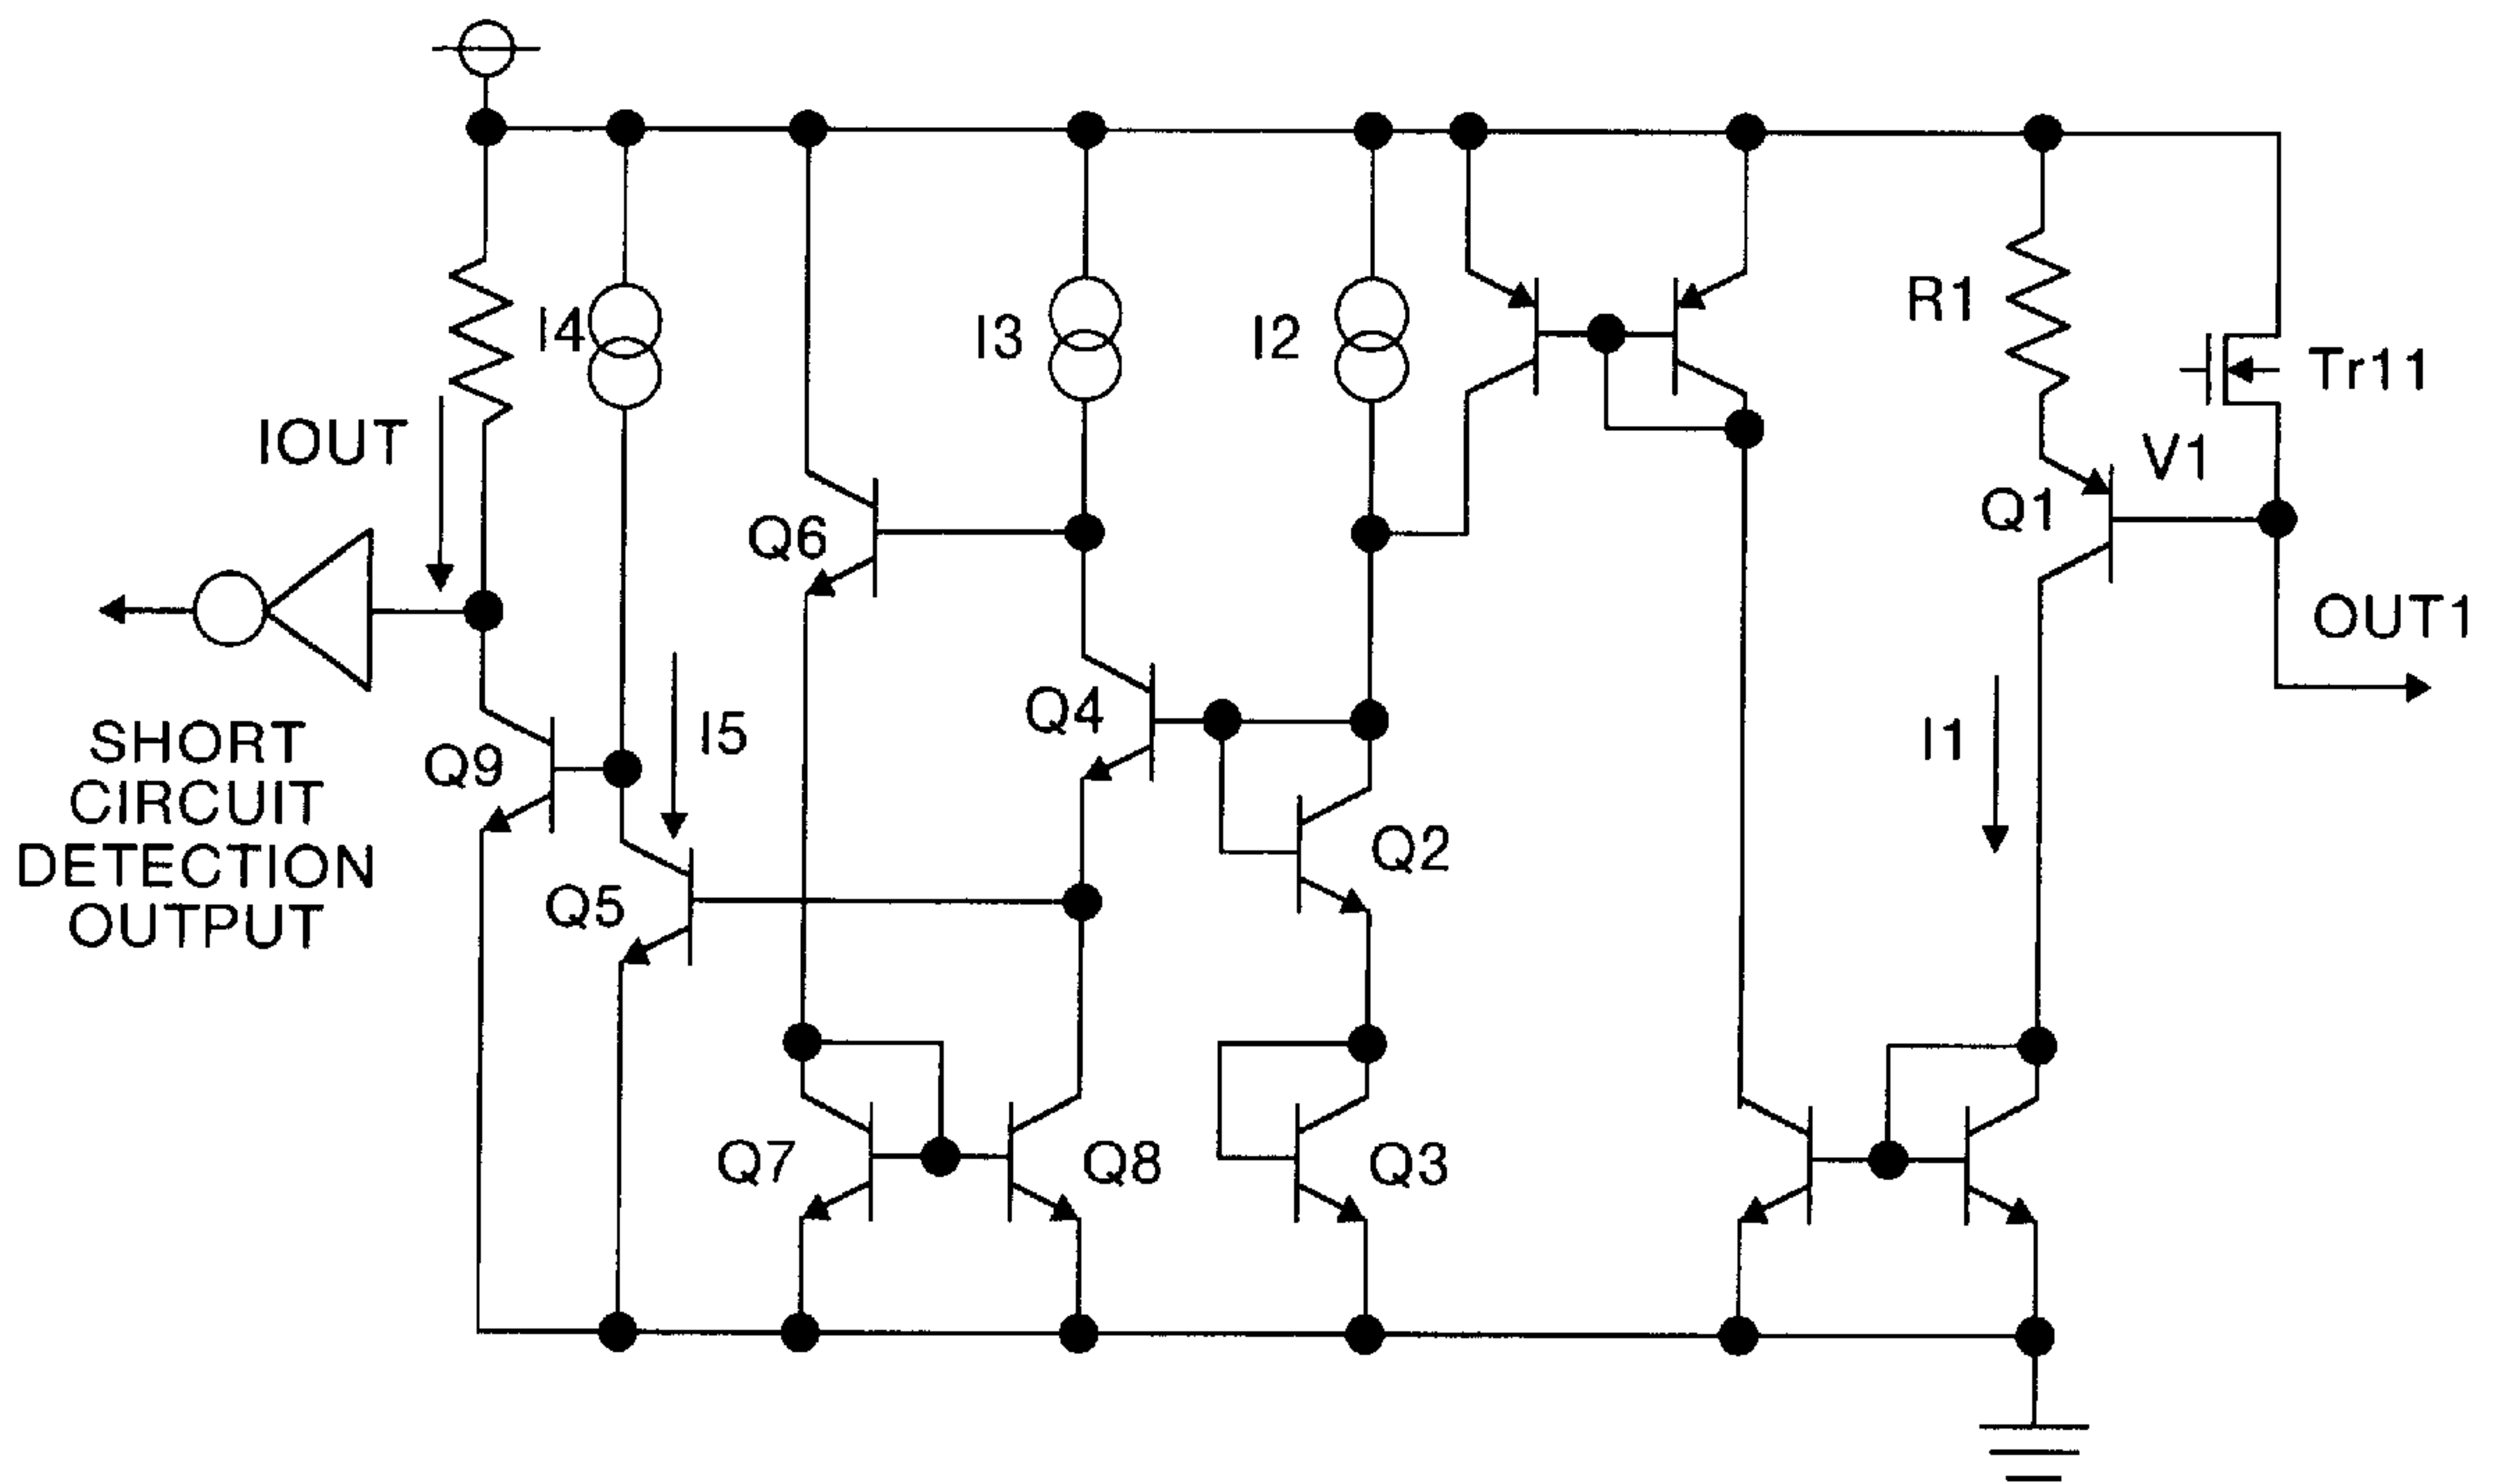 I4
I3
I2
R1
Tr11
IOUT
V1
Q1
Q6
OUT1
Q4
I5
I1
SHORT
CIRCUIT
DETECTION
OUTPUT
Q9
Q2
Q5
Q7
Q8
Q3